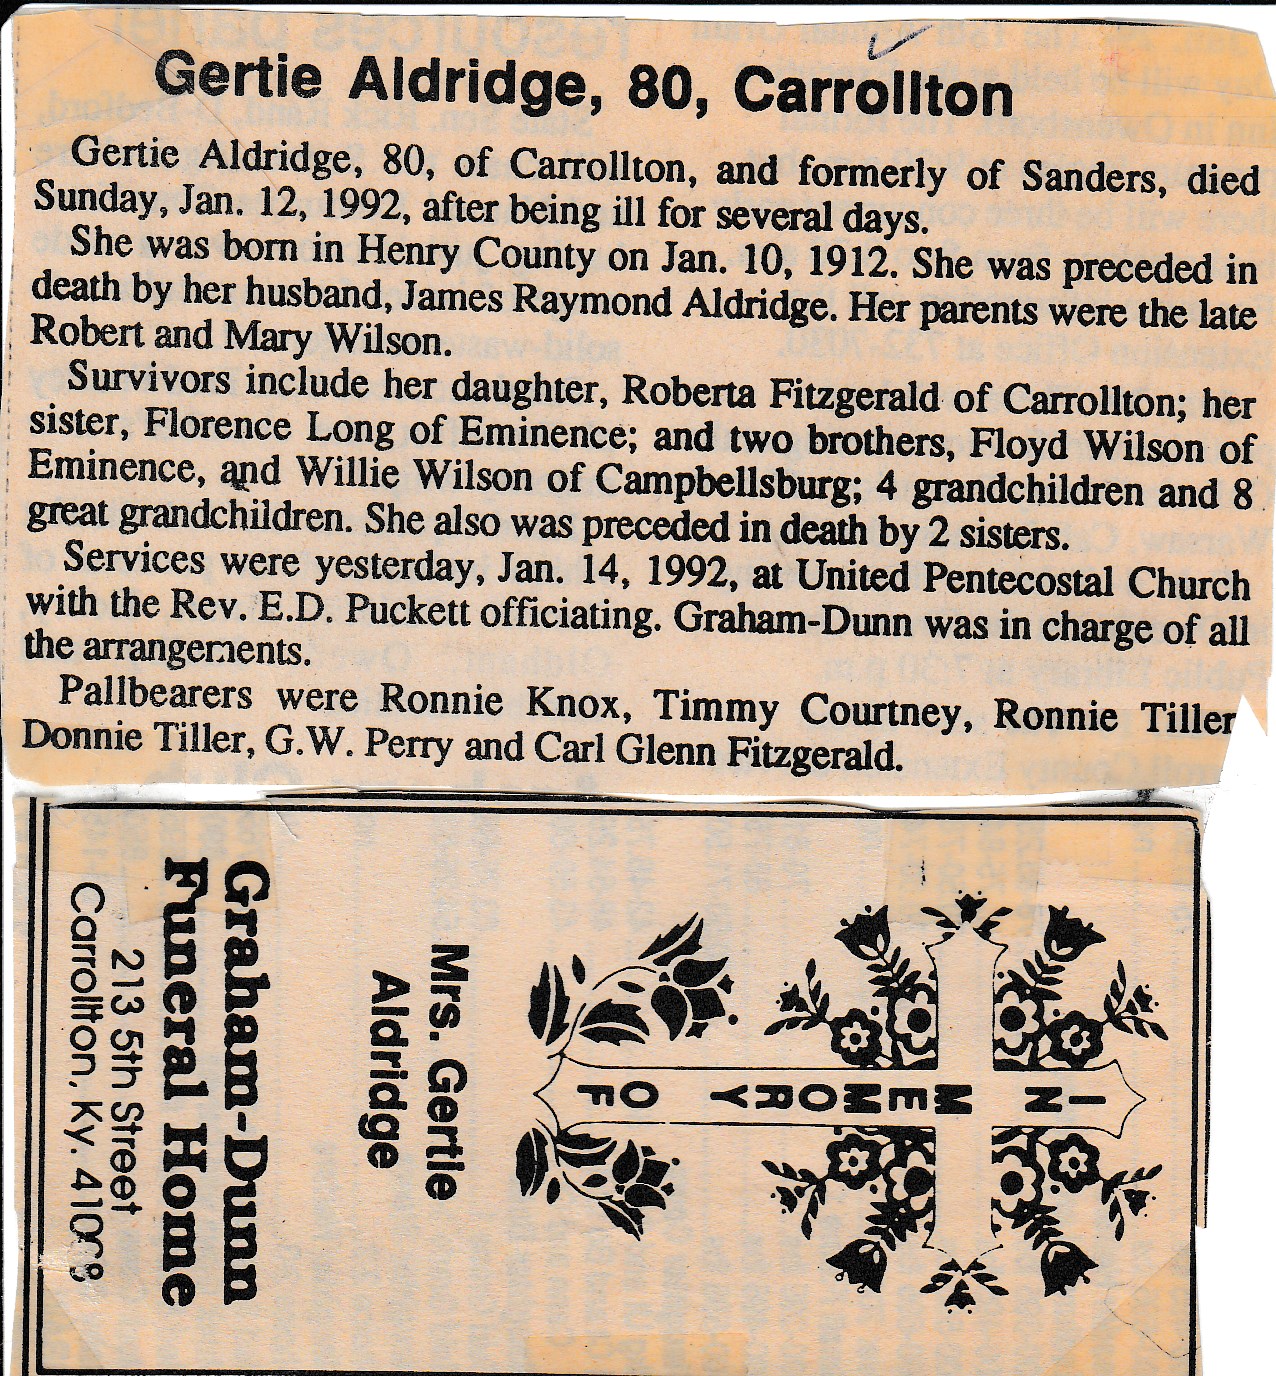 Gertie Aldridge, 80, Carrollton
Gertie Aldridge, 80, of Carrollton, and formerly of Sanders, died
Sunday, Jan. 12, 1992, after being ill for several days.
She was born in Henry County on Jan. 10, 1912. She was preceded in
death by her husband, James Raymond Aldridge. Her parents were the late
Robert and Mary Wilson.
Survivors include her daughter, Roberta Fitzgerald of Carrollton; her
sister, Florence Long of Eminence; and two brothers, Floyd Wilson of
Eminence, and Willie Wilson of Campbellsburg; 4 grandchildren and 8
great grandchildren. She also was preceded in death by 2 sisters.
Services were yesterday, Jan. 14, 1992, at United Pentecostal Church
with the Rev. E.D. Puckett officiating. Graham-Dunn was in charge of all
the arrangements.
Pallbearers were Ronnie Knox, Timmy Courtney, Ronnie Tiller
Donnie Tiller, G.W. Perry and Carl Glenn Fitzgerald.
IN MEMORY OF
Mrs. Gertie
Aldridge
Graham-Dunn
Funeral Home
213 5th Street
Carrollton, Ky. 41008